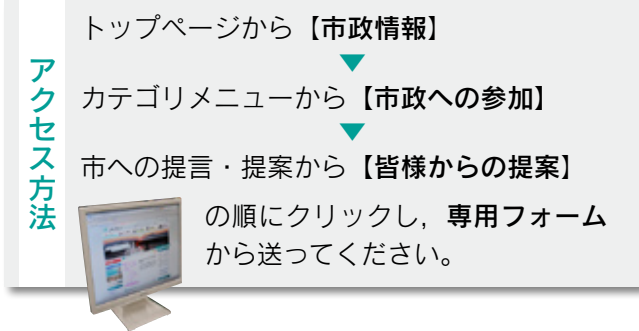 アクセス方法
トップページから【市政情報】
▼
カテゴリメニューから【市政への参加】
▼
市への提言・提案から【皆様からの提案】
の順にクリックし，専用フォーム
から送ってください。